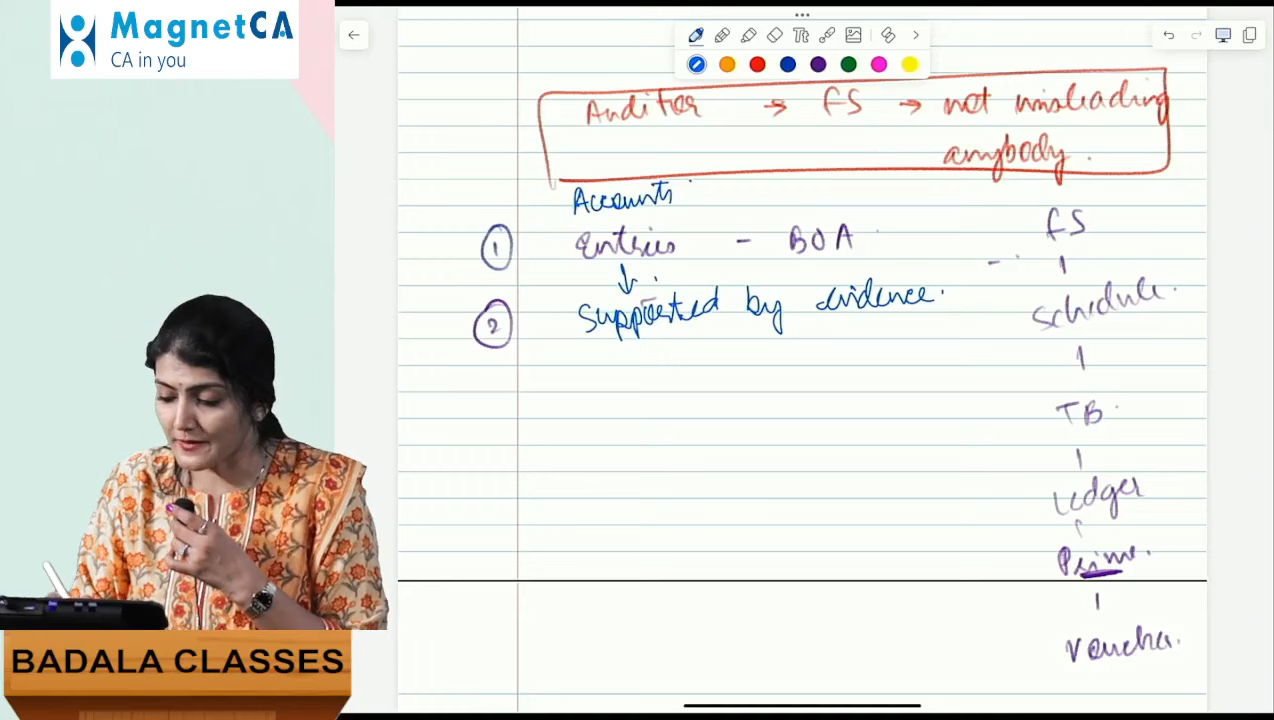 MagnetCA
CA in you
Auditor → FS → not misleading
anybody.
Accounts
① Entries - BOA
↓
② Supported by evidence.
FS
Schedule.
TB
Ledger
Prime.
Voucher.
BADALA CLASSES